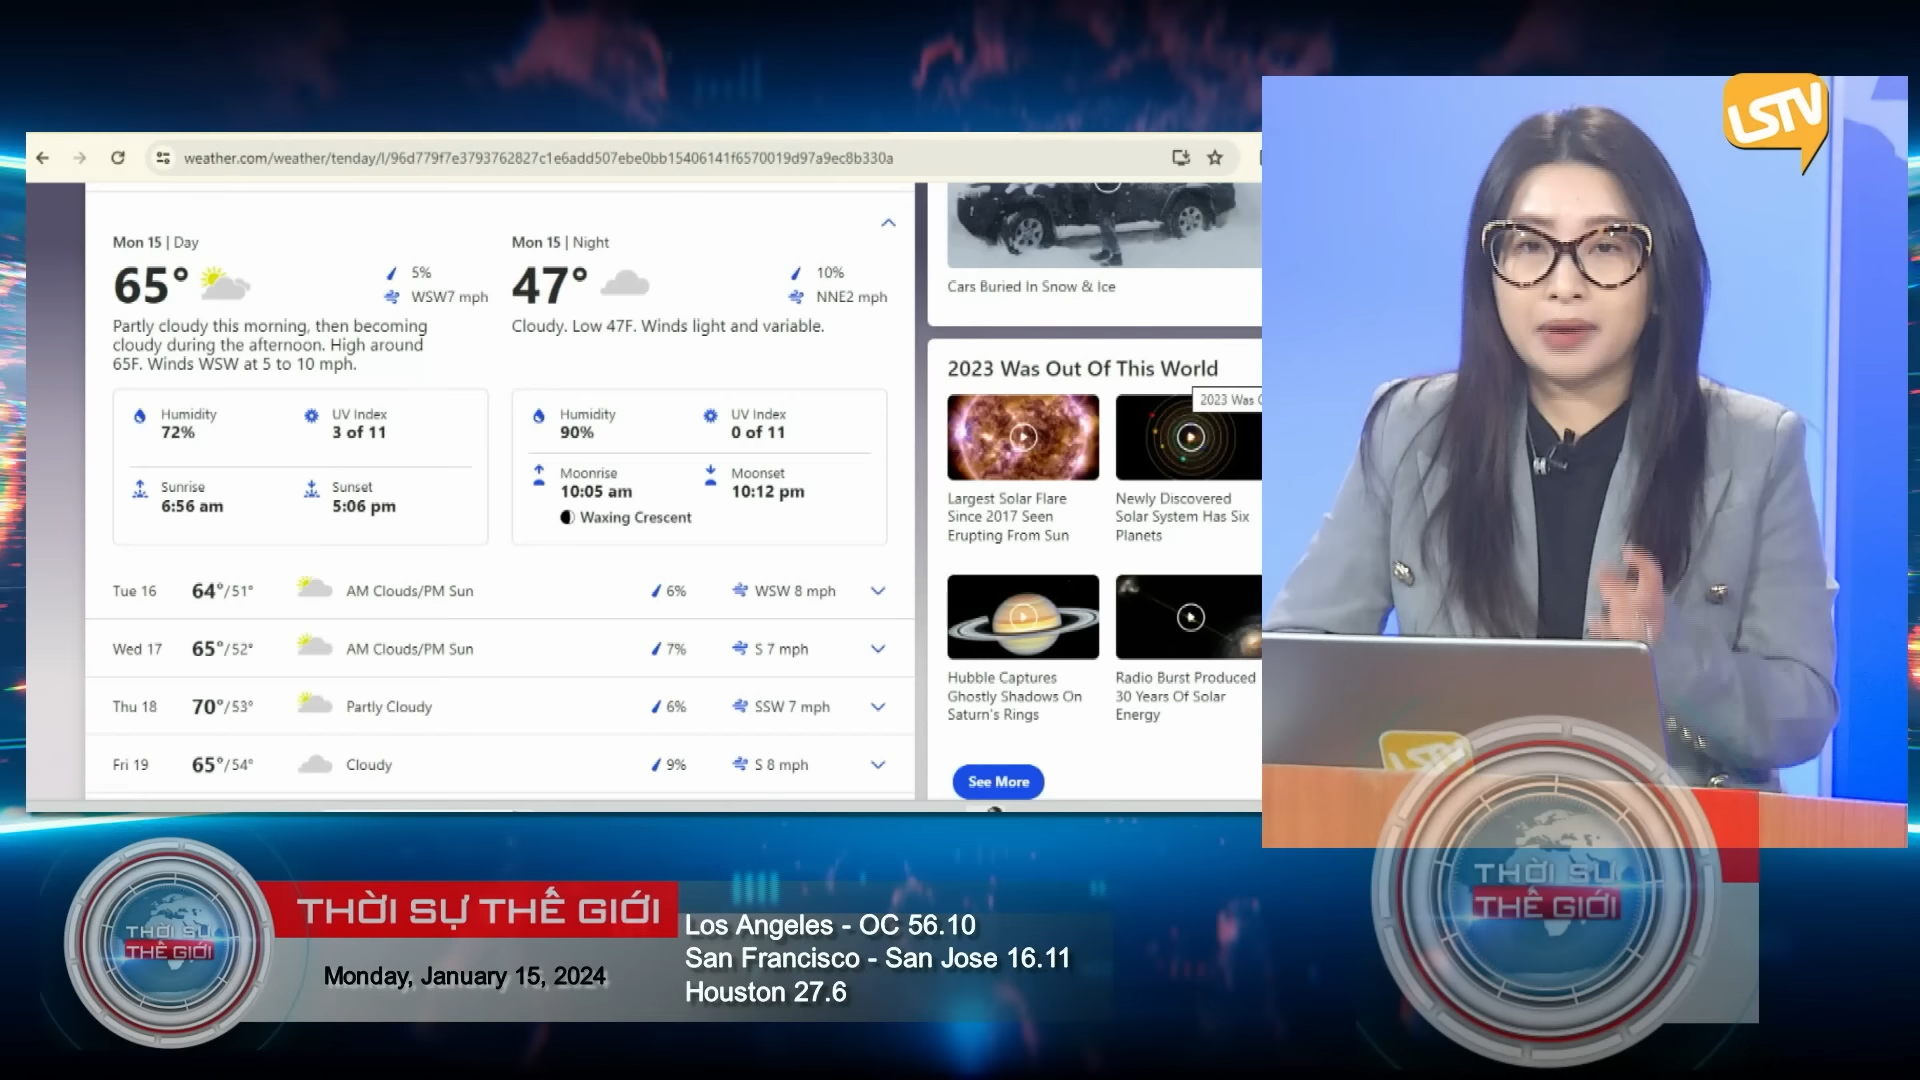 LSTV
weather.com/weather/tenday/l/96d779f7e3793762827c1e6add507ebe0bb15406141f6570019d97a9ec8b330a
Mon 15 | Day
65°
5%
WSW7 mph
Partly cloudy this morning, then becoming
cloudy during the afternoon. High around
65F. Winds WSW at 5 to 10 mph.
Humidity
72%
UV Index
3 of 11
Sunrise
6:56 am
Sunset
5:06 pm
Mon 15 | Night
47°
10%
NNE2 mph
Cloudy. Low 47F. Winds light and variable.
Humidity
90%
UV Index
0 of 11
Moonrise
10:05 am
Waxing Crescent
Moonset
10:12 pm
Tue 16 64°/51° AM Clouds/PM Sun 6% WSW 8 mph
Wed 17 65°/52° AM Clouds/PM Sun 7% S 7 mph
Thu 18 70°/53° Partly Cloudy 6% SSW 7 mph
Fri 19 65°/54° Cloudy 9% S 8 mph
Cars Buried In Snow & Ice
2023 Was Out Of This World
2023 Was
Largest Solar Flare
Since 2017 Seen
Erupting From Sun
Newly Discovered
Solar System Has Six
Planets
Hubble Captures
Ghostly Shadows On
Saturn's Rings
Radio Burst Produced
30 Years Of Solar
Energy
See More
LSTV
THỜI SỰ
THẾ GIỚI
THỜI SỰ THẾ GIỚI
Monday, January 15, 2024
Los Angeles - OC 56.10
San Francisco - San Jose 16.11
Houston 27.6
THỜI SỰ
THẾ GIỚI